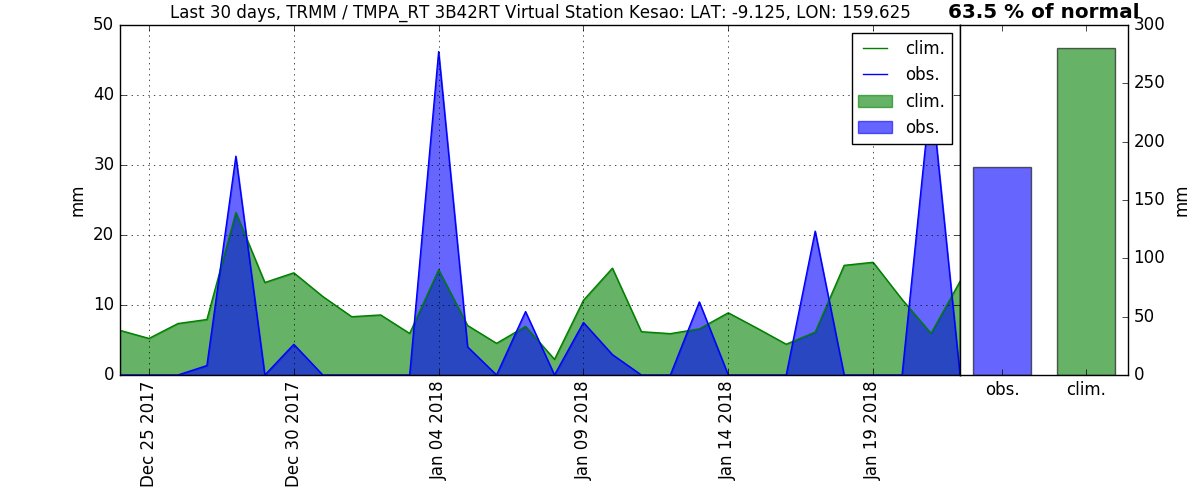 Last 30 days, TRMM / TMPA_RT 3B42RT Virtual Station Kesao: LAT: -9.125, LON: 159.625
63.5 % of normal
50
40
30
20
10
0
mm
clim.
obs.
clim.
obs.
Dec 25 2017
Dec 30 2017
Jan 04 2018
Jan 09 2018
Jan 14 2018
Jan 19 2018
300
250
200
150
100
50
0
mm
obs.
clim.